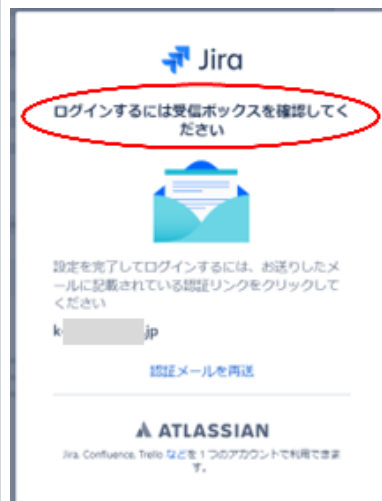 Jira
ログインするには受信ボックスを確認してく
ださい
設定を完了してログインするには、お送りしたメ
ールに記載されている認証リンクをクリックして
ください
k jp
認証メールを再送
ATLASSIAN
Jira, Confluence, Trello などを 1 つのアカウントで利用できま
す。